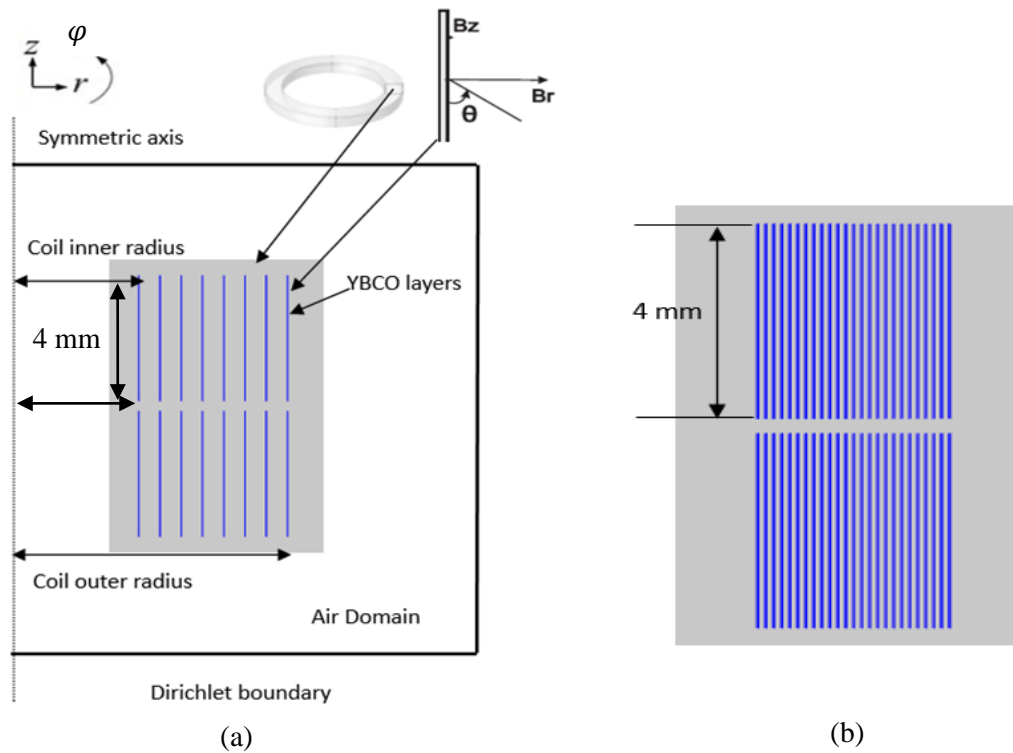 φ
z
r
Bz
Br
θ
Symmetric axis
Coil inner radius
YBCO layers
4 mm
4 mm
Coil outer radius
Air Domain
Dirichlet boundary
(a)
(b)